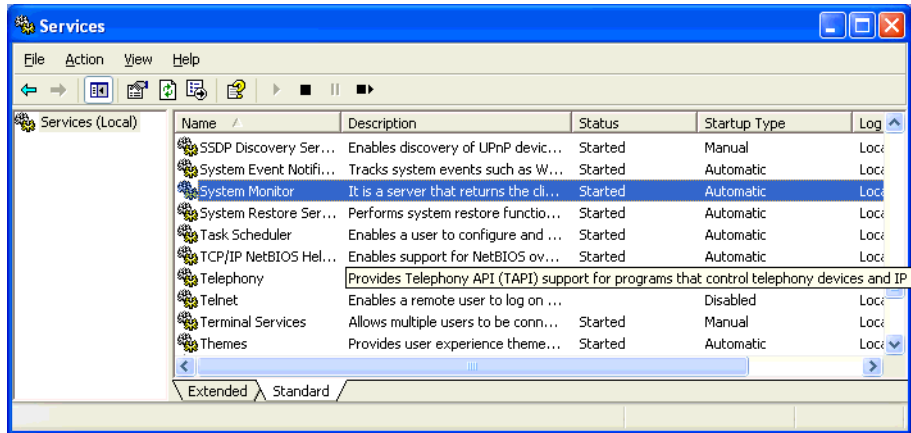 Services
File Action View Help
Services (Local)
Name Description Status Startup Type Log
SSDP Discovery Ser... Enables discovery of UPnP devic... Started Manual Loca
System Event Notifi... Tracks system events such as W... Started Automatic Loca
System Monitor It is a server that returns the cli... Started Automatic Loca
System Restore Ser... Performs system restore functio... Started Automatic Loca
Task Scheduler Enables a user to configure and ... Started Automatic Loca
TCP/IP NetBIOS Hel... Enables support for NetBIOS ov... Started Automatic Loca
Telephony Provides Telephony API (TAPI) support for programs that control telephony devices and IP
Telnet Enables a remote user to log on ... Disabled Loca
Terminal Services Allows multiple users to be conn... Started Manual Loca
Themes Provides user experience theme... Started Automatic Loca
Extended Standard